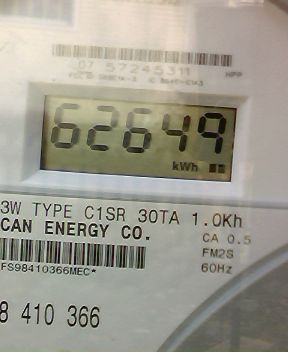 07 57245311
HPP
62649
kWh
3W TYPE C1SR 30TA 1.0Kh
CAN ENERGY CO.
CA 0.5
FM2S
FS98410366MEC*
60Hz
8 410 366